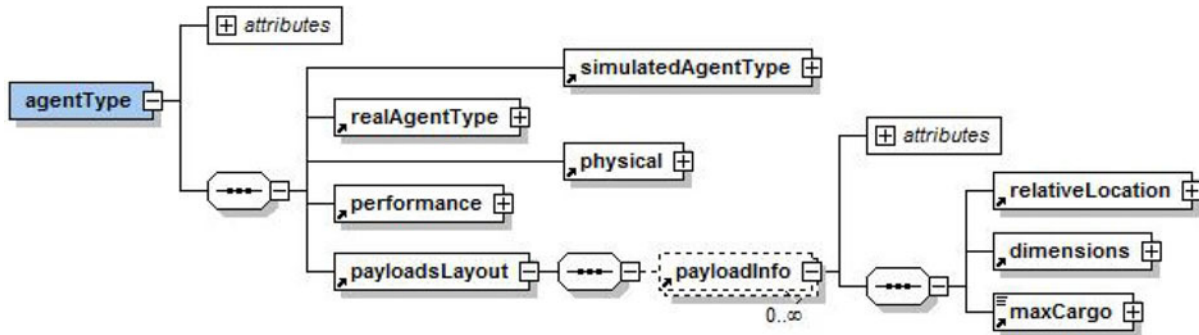 attributes
simulatedAgentType
agentType
realAgentType
attributes
physical
performance
relativeLocation
payloadsLayout
payloadInfo
dimensions
maxCargo
0..∞